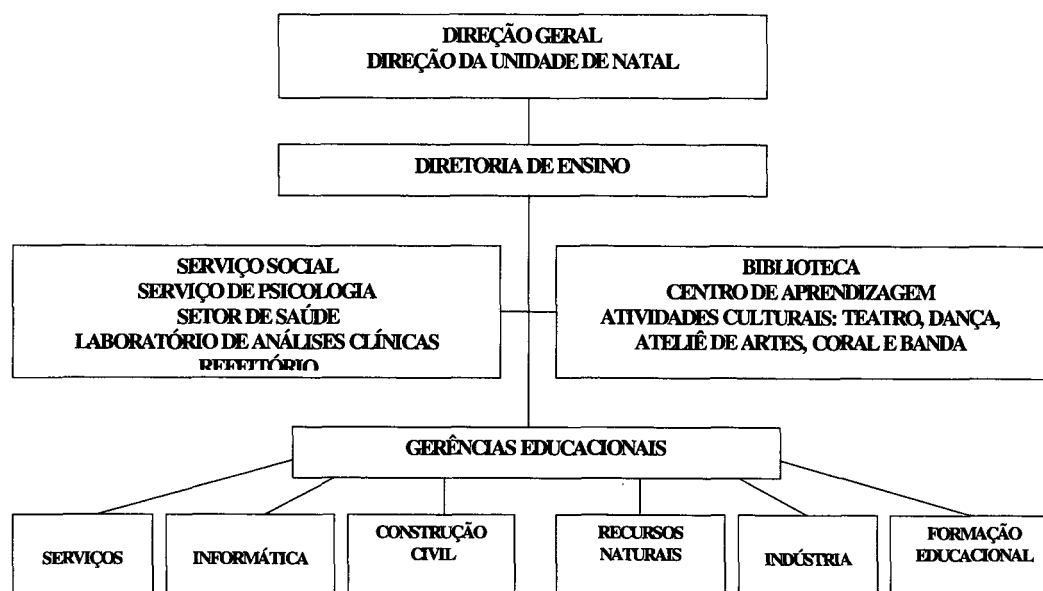 DIREÇÃO GERAL
DIREÇÃO DA UNIDADE DE NATAL
DIRETORIA DE ENSINO
SERVIÇO SOCIAL
SERVIÇO DE PSICOLOGIA
SETOR DE SAÚDE
LABORATÓRIO DE ANÁLISES CLÍNICAS
REFEITÓRIO
BIBLIOTECA
CENTRO DE APRENDIZAGEM
ATIVIDADES CULTURAIS: TEATRO, DANÇA,
ATELIÊ DE ARTES, CORAL E BANDA
GERÊNCIAS EDUCACIONAIS
SERVIÇOS
INFORMÁTICA
CONSTRUÇÃO
CIVIL
RECURSOS
NATURAIS
INDÚSTRIA
FORMAÇÃO
EDUCACIONAL